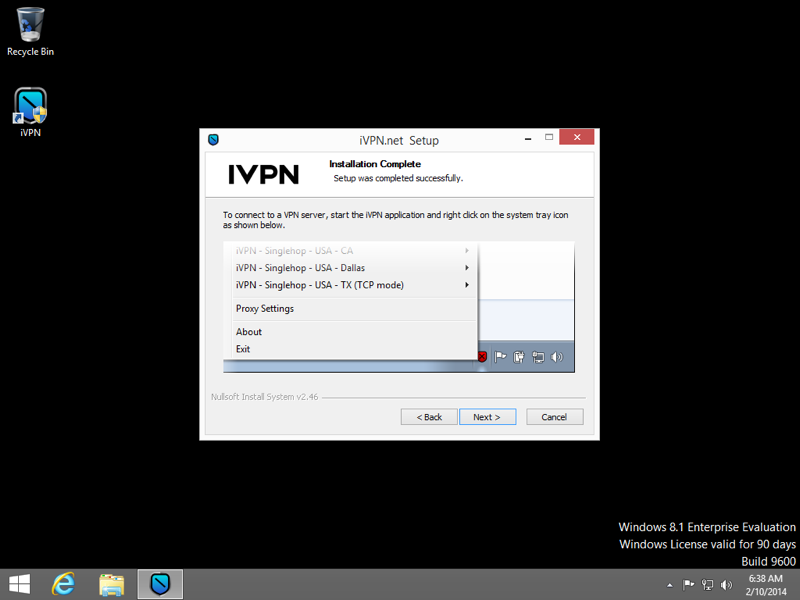 Recycle Bin
iVPN
iVPN.net Setup
IVPN
Installation Complete
Setup was completed successfully.
To connect to a VPN server, start the iVPN application and right click on the system tray icon
as shown below.
iVPN - Singlehop - USA - CA
iVPN - Singlehop - USA - Dallas
iVPN - Singlehop - USA - TX (TCP mode)
Proxy Settings
About
Exit
Nullsoft Install System v2.46
< Back
Next >
Cancel
Windows 8.1 Enterprise Evaluation
Windows License valid for 90 days
Build 9600
6:38 AM
2/10/2014